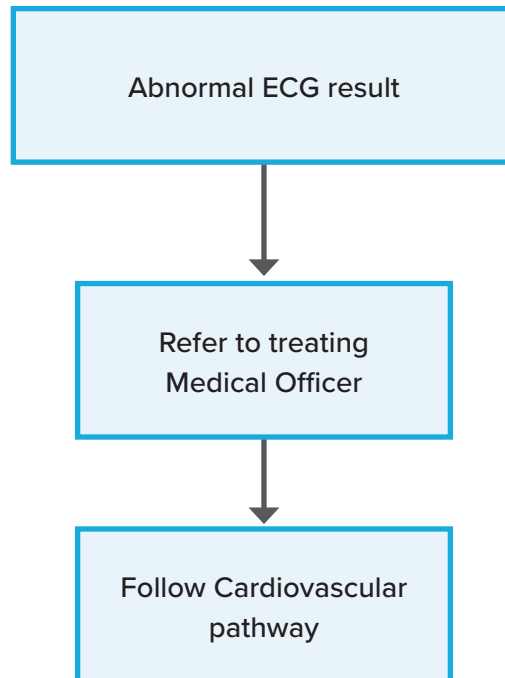 Abnormal ECG result
Refer to treating
Medical Officer
Follow Cardiovascular
pathway